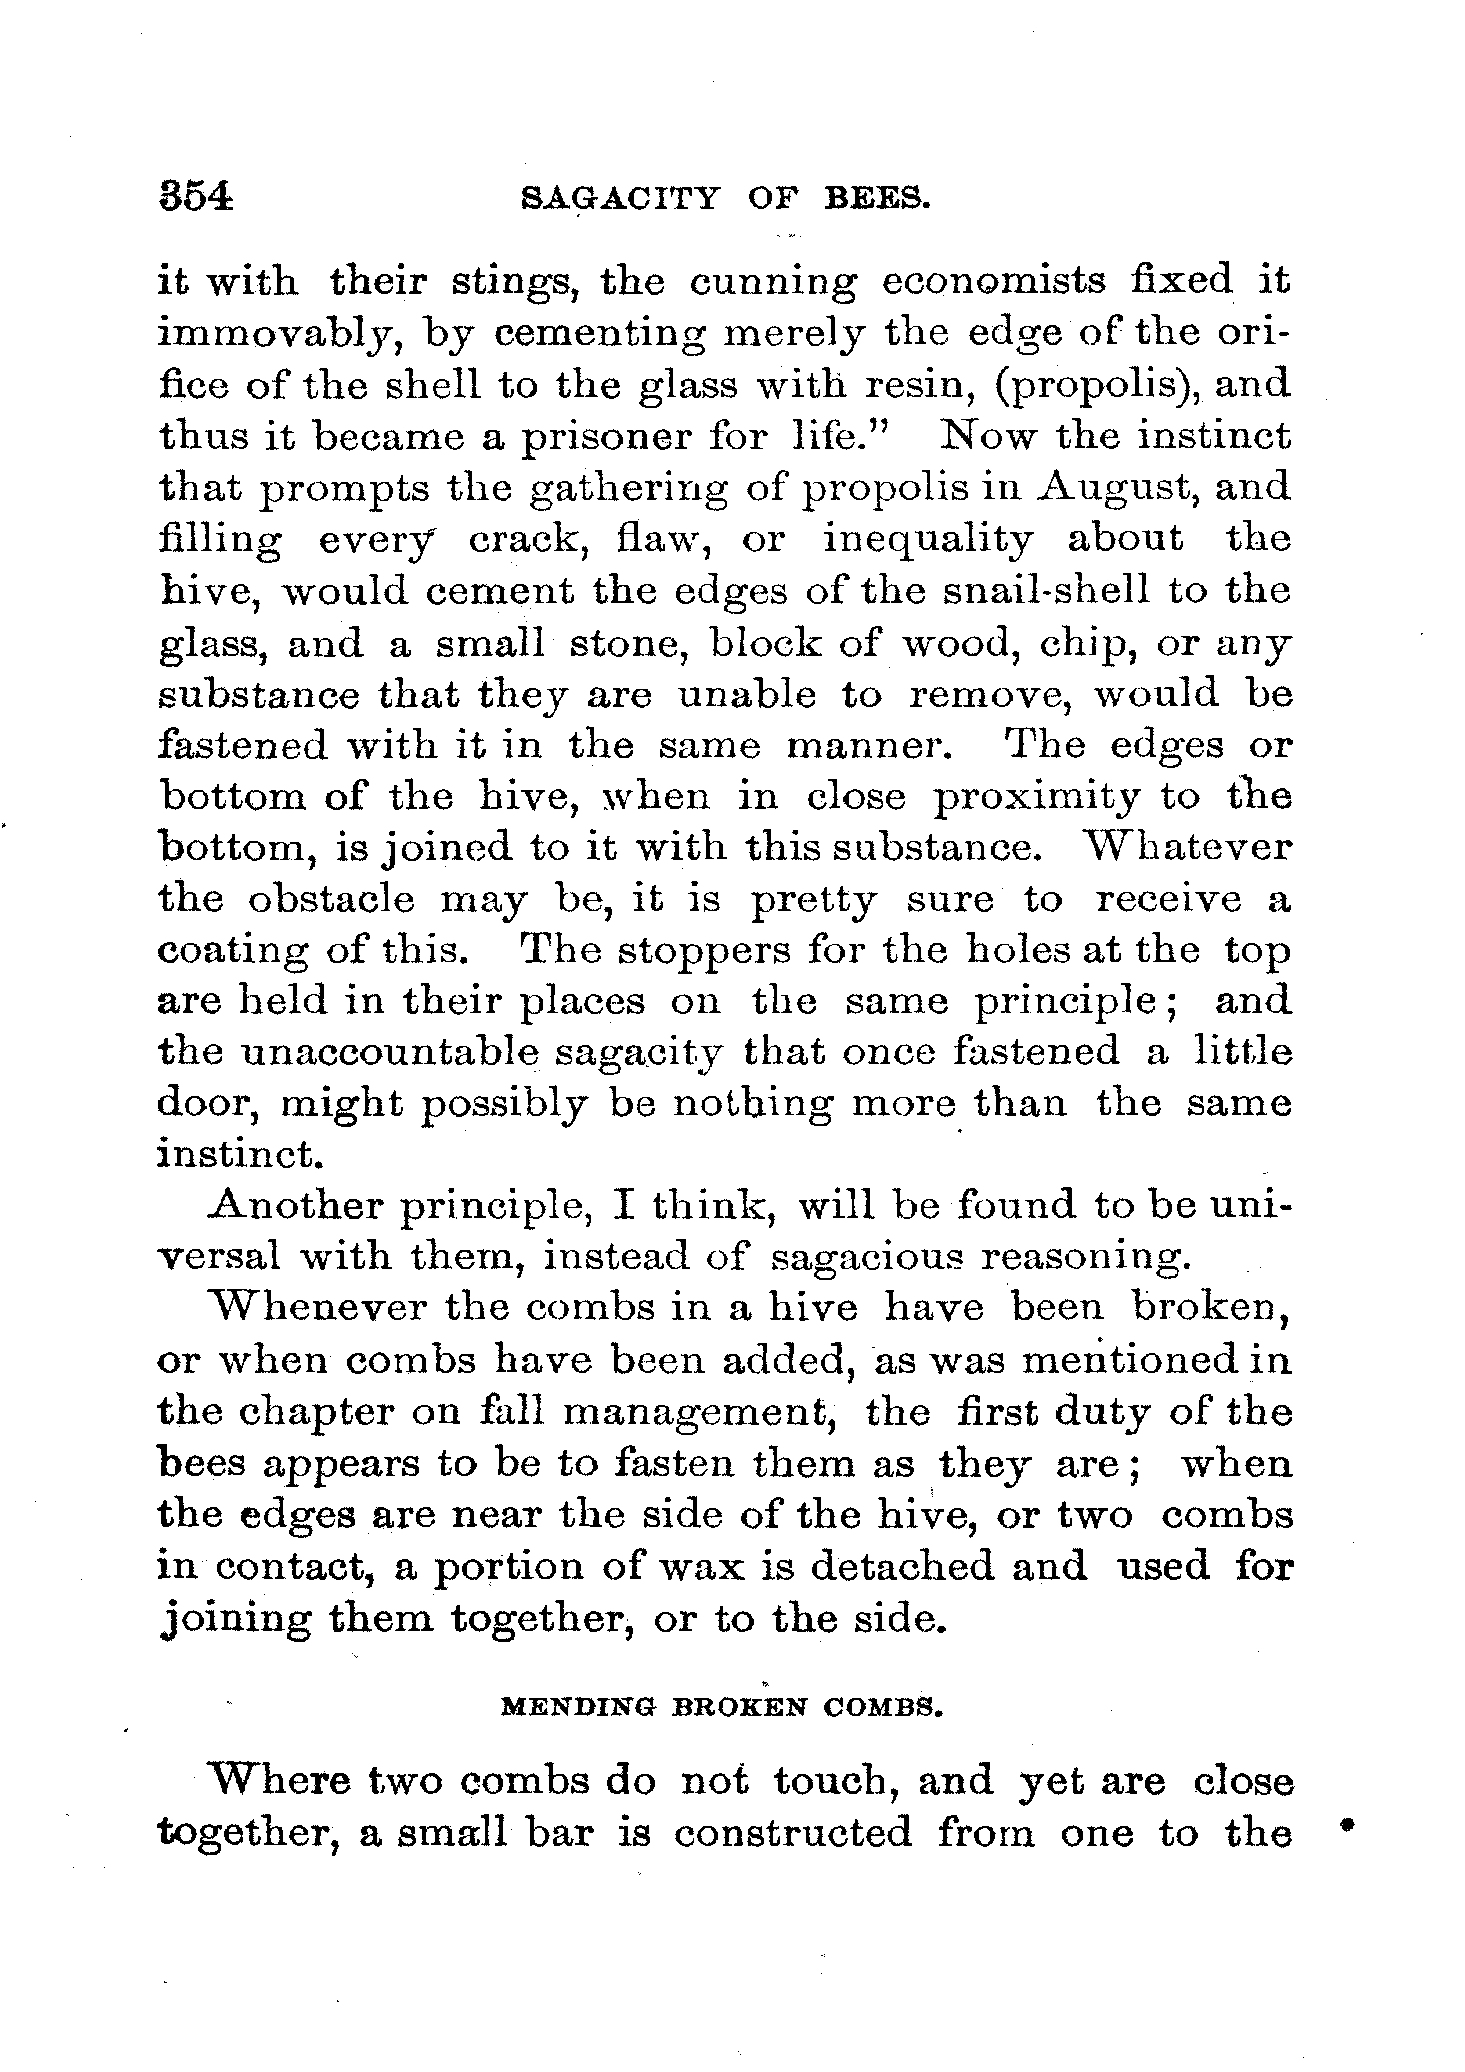 354 SAGACITY OF BEES.
it with their stings, the cunning economists fixed it
immovably, by cementing merely the edge of the ori-
fice of the shell to the glass with resin, (propolis), and
thus it became a prisoner for life.” Now the instinct
that prompts the gathering of propolis in August, and
filling every crack, flaw, or inequality about the
hive, would cement the edges of the snail-shell to the
glass, and a small stone, block of wood, chip, or any
substance that they are unable to remove, would be
fastened with it in the same manner. The edges or
bottom of the hive, when in close proximity to the
bottom, is joined to it with this substance. Whatever
the obstacle may be, it is pretty sure to receive a
coating of this. The stoppers for the holes at the top
are held in their places on the same principle; and
the unaccountable sagacity that once fastened a little
door, might possibly be nothing more than the same
instinct.
Another principle, I think, will be found to be uni-
versal with them, instead of sagacious reasoning.
Whenever the combs in a hive have been broken,
or when combs have been added, as was mentioned in
the chapter on fall management, the first duty of the
bees appears to be to fasten them as they are; when
the edges are near the side of the hive, or two combs
in contact, a portion of wax is detached and used for
joining them together, or to the side.
MENDING BROKEN COMBS.
Where two combs do not touch, and yet are close
together, a small bar is constructed from one to the